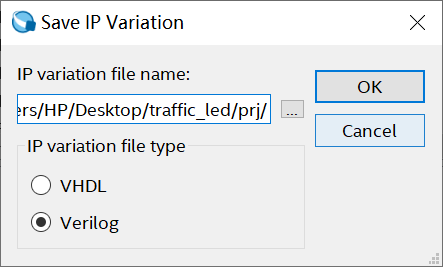 Save IP Variation
IP variation file name:
ers/HP/Desktop/traffic_led/prj/
...
OK
Cancel
IP variation file type
VHDL
Verilog